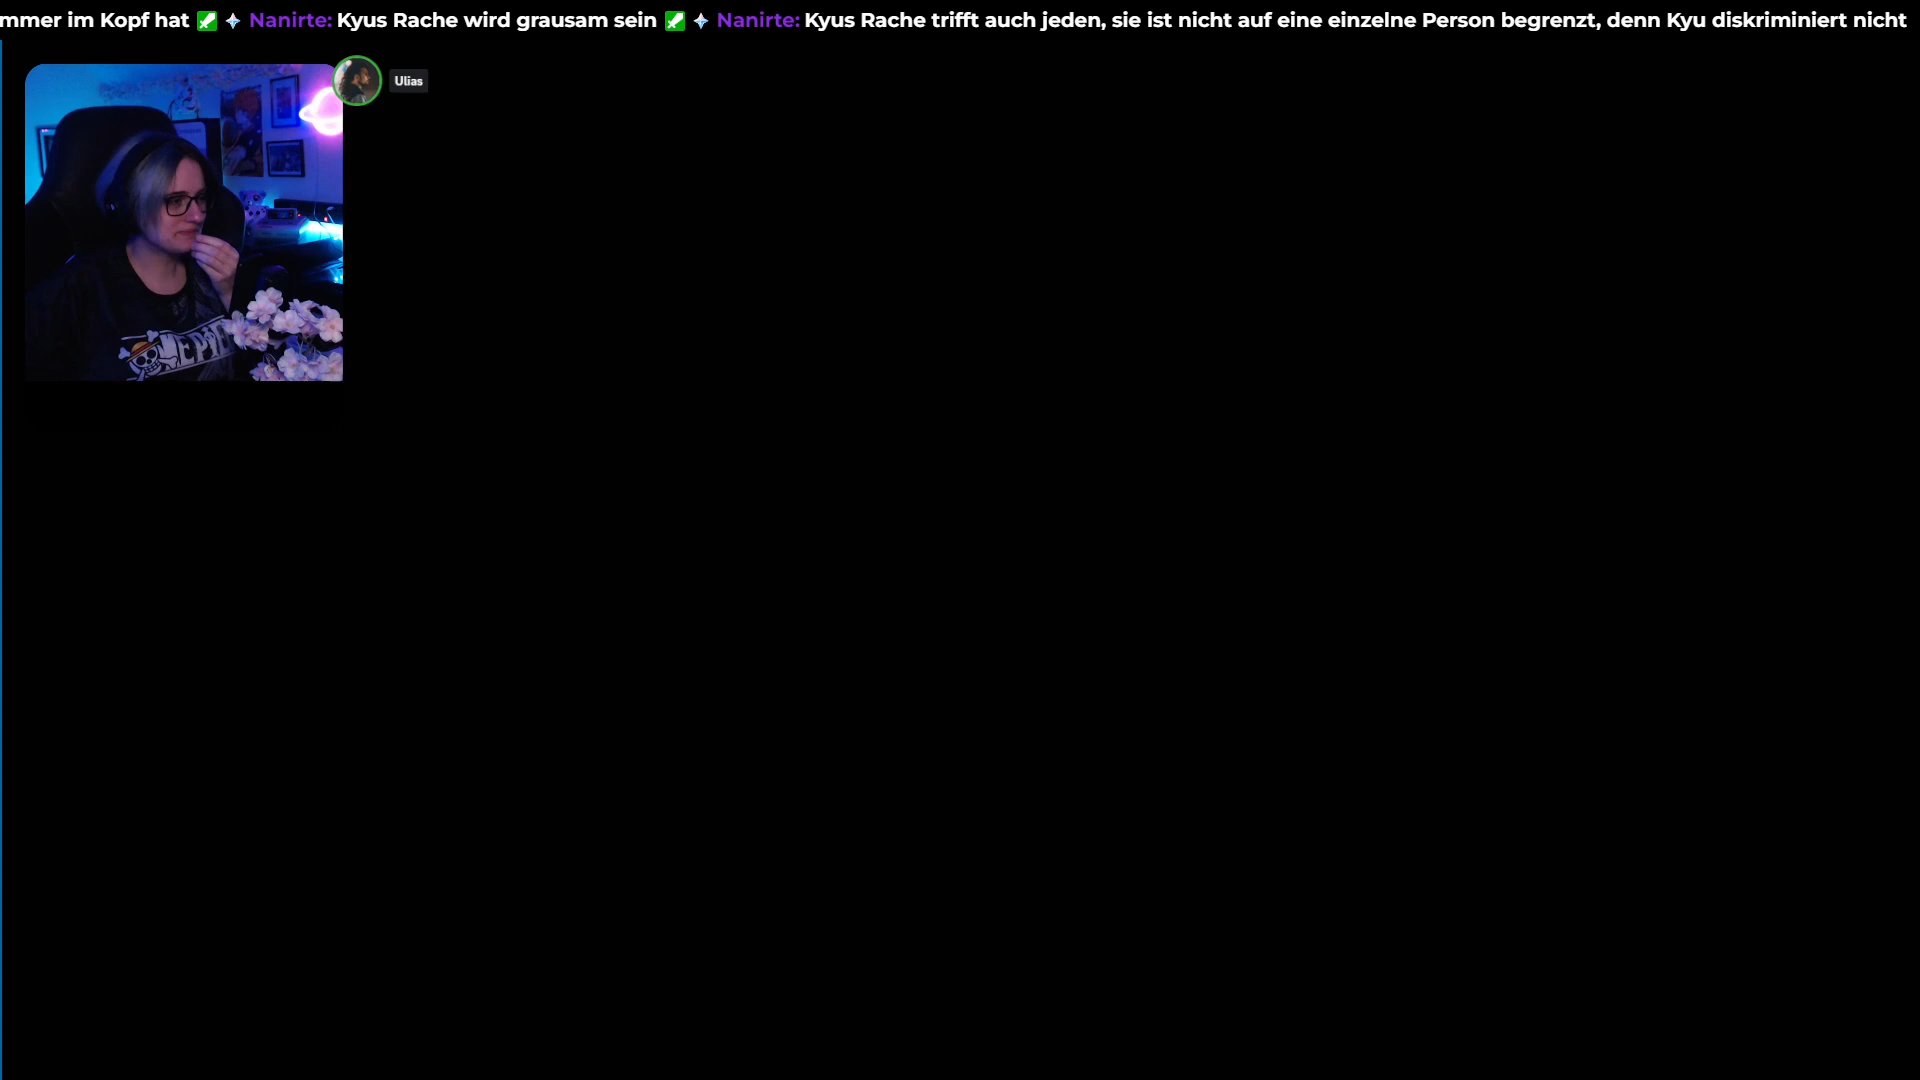 mmer im Kopf hat Nanirte: Kyus Rache wird grausam sein Nanirte: Kyus Rache trifft auch jeden, sie ist nicht auf eine einzelne Person begrenzt, denn Kyu diskriminiert nicht
Ulias